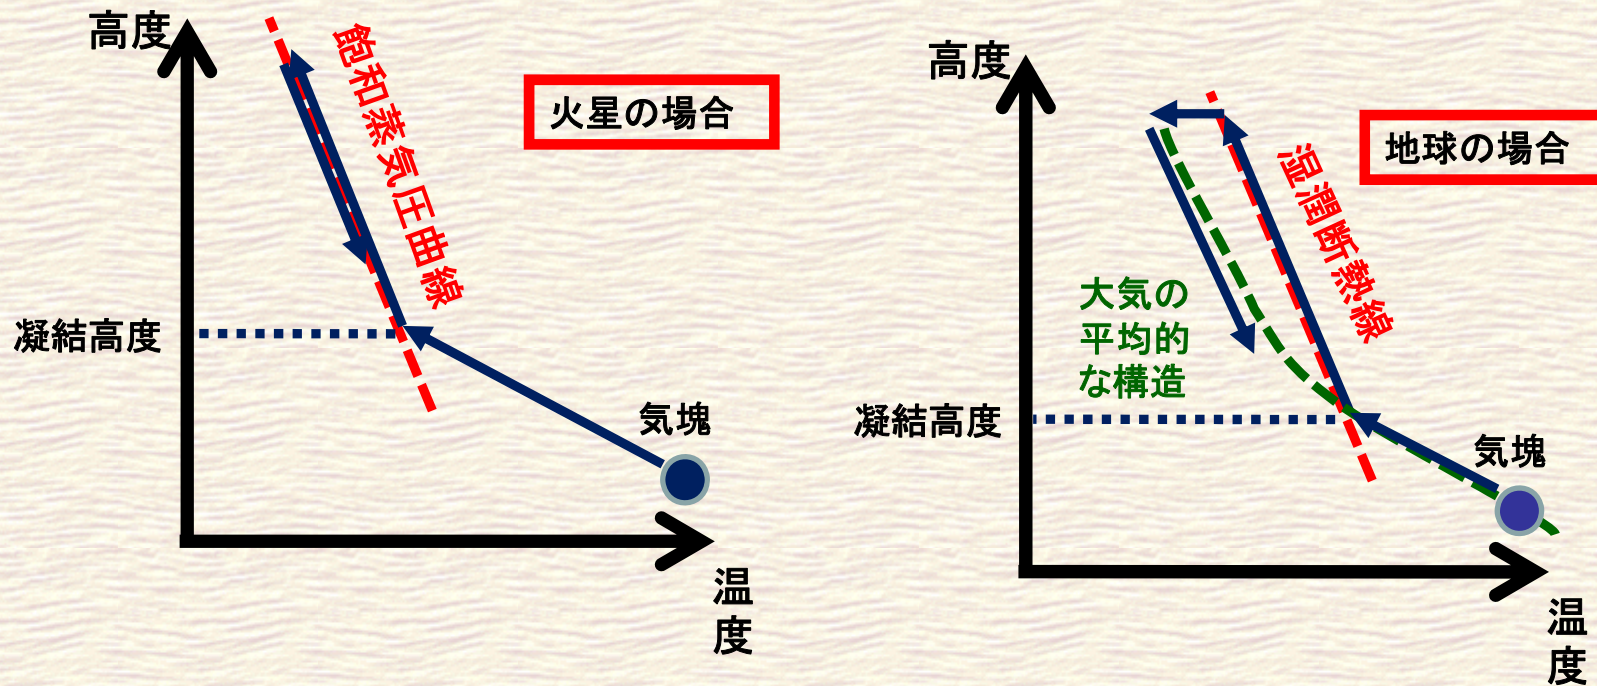 高度
火星の場合
飽和蒸気圧曲線
凝結高度
気塊
温
度
高度
地球の場合
湿潤断熱線
大気の
平均的
な構造
凝結高度
気塊
温
度